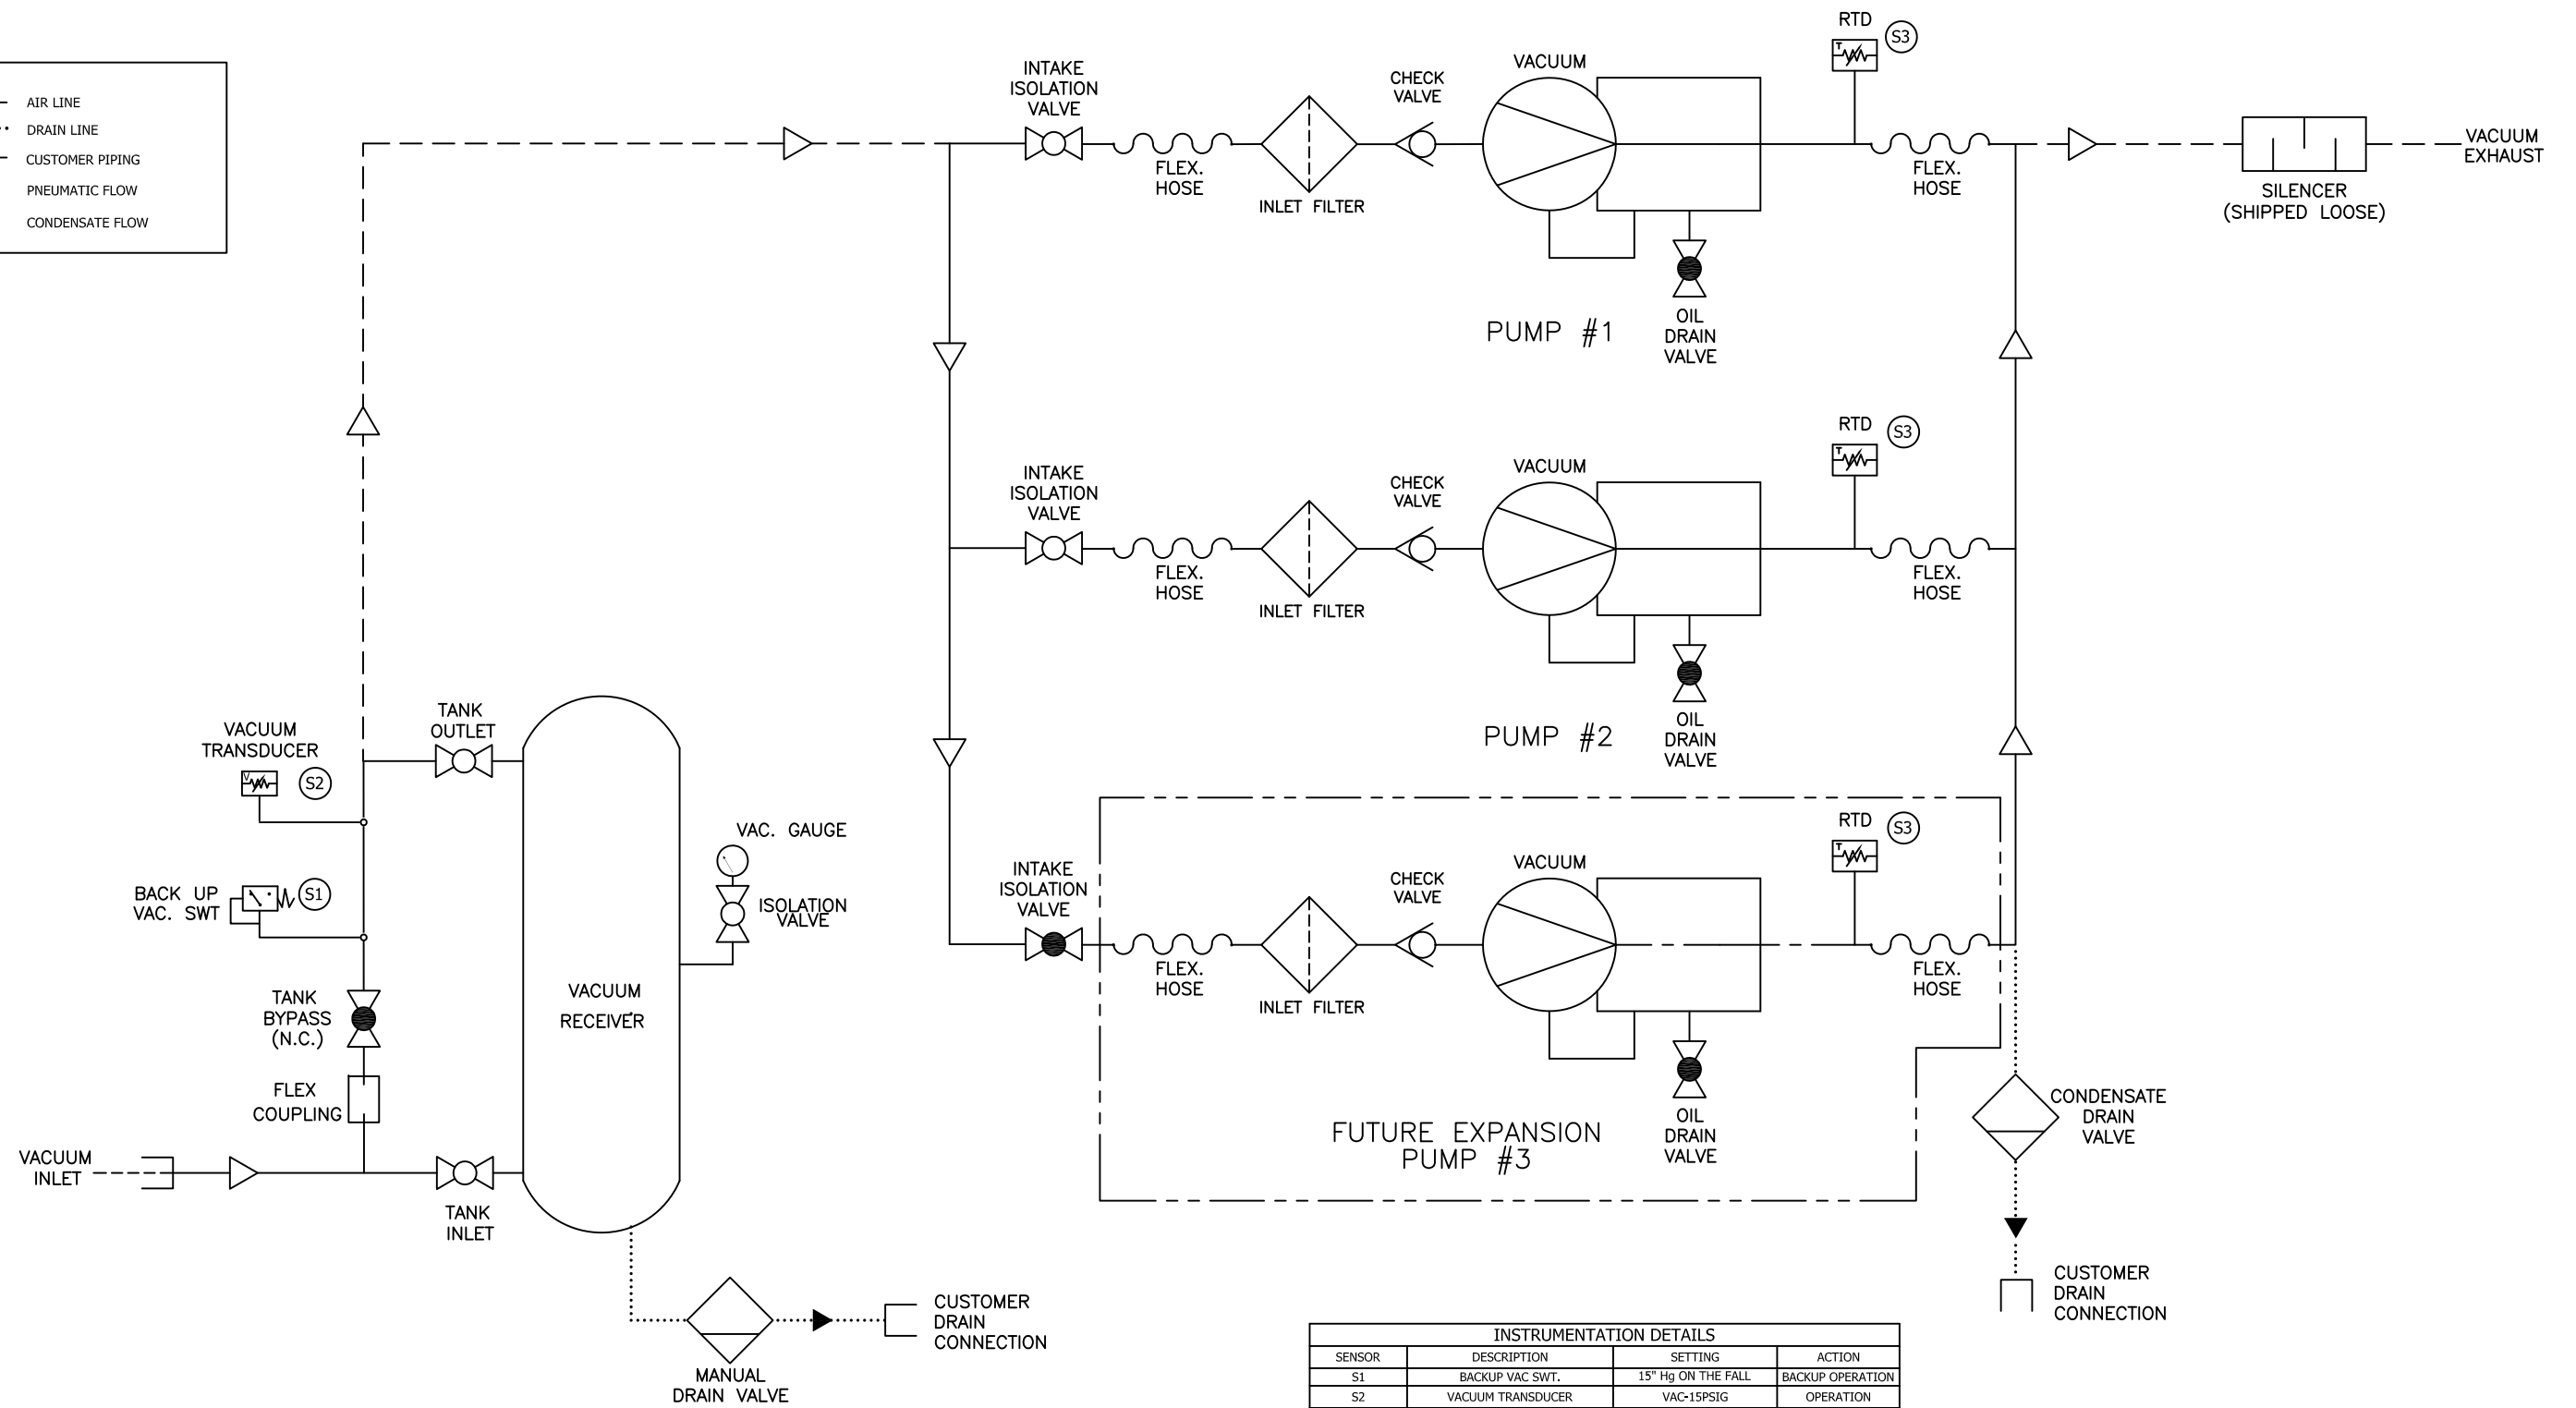 AIR LINE
DRAIN LINE
CUSTOMER PIPING
PNEUMATIC FLOW
CONDENSATE FLOW
INTAKE
ISOLATION
VALVE
FLEX.
HOSE
INLET FILTER
CHECK
VALVE
VACUUM
RTD
T
S3
FLEX.
HOSE
OIL
DRAIN
VALVE
PUMP #1
SILENCER
(SHIPPED LOOSE)
VACUUM
EXHAUST
INTAKE
ISOLATION
VALVE
FLEX.
HOSE
INLET FILTER
CHECK
VALVE
VACUUM
RTD
T
S3
FLEX.
HOSE
OIL
DRAIN
VALVE
PUMP #2
INTAKE
ISOLATION
VALVE
FLEX.
HOSE
INLET FILTER
CHECK
VALVE
VACUUM
RTD
T
S3
FLEX.
HOSE
OIL
DRAIN
VALVE
FUTURE EXPANSION
PUMP #3
VACUUM
TRANSDUCER
V
S2
TANK
OUTLET
BACK UP
VAC. SWT
S1
VAC. GAUGE
ISOLATION
VALVE
TANK
BYPASS
(N.C.)
VACUUM
RECEIVER
FLEX
COUPLING
VACUUM
INLET
TANK
INLET
MANUAL
DRAIN VALVE
CUSTOMER
DRAIN
CONNECTION
CONDENSATE
DRAIN
VALVE
CUSTOMER
DRAIN
CONNECTION
INSTRUMENTATION DETAILS
SENSOR DESCRIPTION SETTING ACTION
S1 BACKUP VAC SWT. 15" Hg ON THE FALL BACKUP OPERATION
S2 VACUUM TRANSDUCER VAC-15PSIG OPERATION